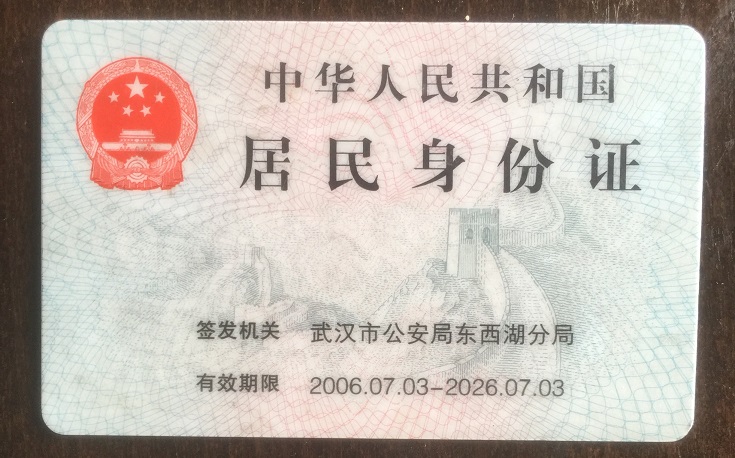 中华人民共和国
居民身份证
签发机关 武汉市公安局东西湖分局
有效期限 2006.07.03-2026.07.03